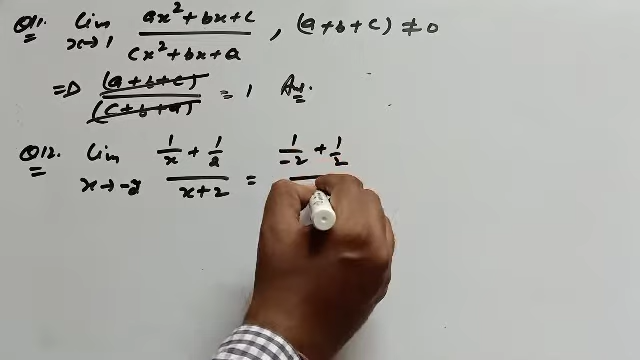 Q11. lim x→1 (ax² + bx + c)/(cx² + bx + a), (a + b + c) ≠ 0
⇒ (a + b + c)/(c + b + a) = 1 Ans.
Q12. lim x→-2 (1/x + 1/2)/(x + 2) = (1/-2 + 1/2)/